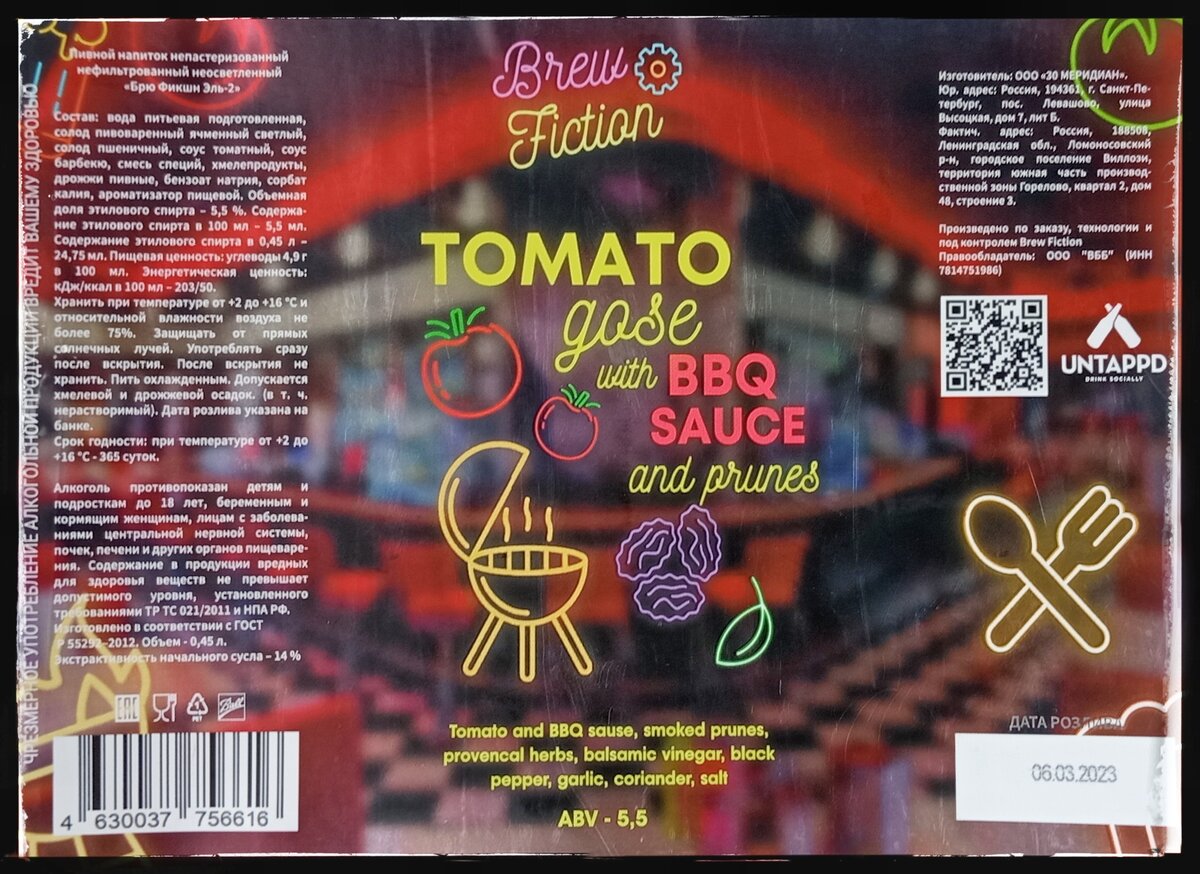 ЧРЕЗМЕРНОЕ УПОТРЕБЛЕНИЕ АЛКОГОЛЬНОЙ ПРОДУКЦИИ ВРЕДИТ ВАШЕМУ ЗДОРОВЬЮ
Пивной напиток непастеризованный
нефильтрованный неосветленный
«Брю Фикшн Эль-2»
Состав: вода питьевая подготовленная,
солод пивоваренный ячменный светлый,
солод пшеничный, соус томатный, соус
барбекю, смесь специй, хмелепродукты,
дрожжи пивные, бензоат натрия, сорбат
калия, ароматизатор пищевой. Объемная
доля этилового спирта – 5,5 %. Содержа-
ние этилового спирта в 100 мл – 5,5 мл.
Содержание этилового спирта в 0,45 л –
24,75 мл. Пищевая ценность: углеводы 4,9 г
в 100 мл. Энергетическая ценность:
кДж/ккал в 100 мл – 203/50.
Хранить при температуре от +2 до +16 °С и
относительной влажности воздуха не
более 75%. Защищать от прямых
солнечных лучей. Употреблять сразу
после вскрытия. После вскрытия не
хранить. Пить охлажденным. Допускается
хмелевой и дрожжевой осадок. (в т. ч.
нерастворимый). Дата розлива указана на
банке.
Срок годности: при температуре от +2 до
+16 °С - 365 суток.
Алкоголь противопоказан детям и
подросткам до 18 лет, беременным и
кормящим женщинам, лицам с заболева-
ниями центральной нервной системы,
почек, печени и других органов пищеваре-
ния. Содержание в продукции вредных
для здоровья веществ не превышает
допустимого уровня, установленного
требованиями ТР ТС 021/2011 и НПА РФ.
Изготовлено в соответствии с ГОСТ
Р 55292–2012. Объем - 0,45 л.
Экстрактивность начального сусла – 14 %
EAC
PET
Ball
4 630037 756616
Brew
Fiction
TOMATO
gose
with BBQ
SAUCE
and prunes
Tomato and BBQ sauce, smoked prunes,
provencal herbs, balsamic vinegar, black
pepper, garlic, coriander, salt
ABV - 5,5
Изготовитель: ООО «30 МЕРИДИАН».
Юр. адрес: Россия, 194361, г. Санкт-Пе-
тербург, пос. Левашово, улица
Высоцкая, дом 7, лит Б.
Фактич. адрес: Россия, 188508,
Ленинградская обл., Ломоносовский
р-н, городское поселение Виллози,
территория южная часть производ-
ственной зоны Горелово, квартал 2, дом
48, строение 3.
Произведено по заказу, технологии и
под контролем Brew Fiction
Правообладатель: ООО "ВББ" (ИНН
7814751986)
UNTAPPD
DRINK SOCIALLY
ДАТА РОЗЛИВА
06.03.2023